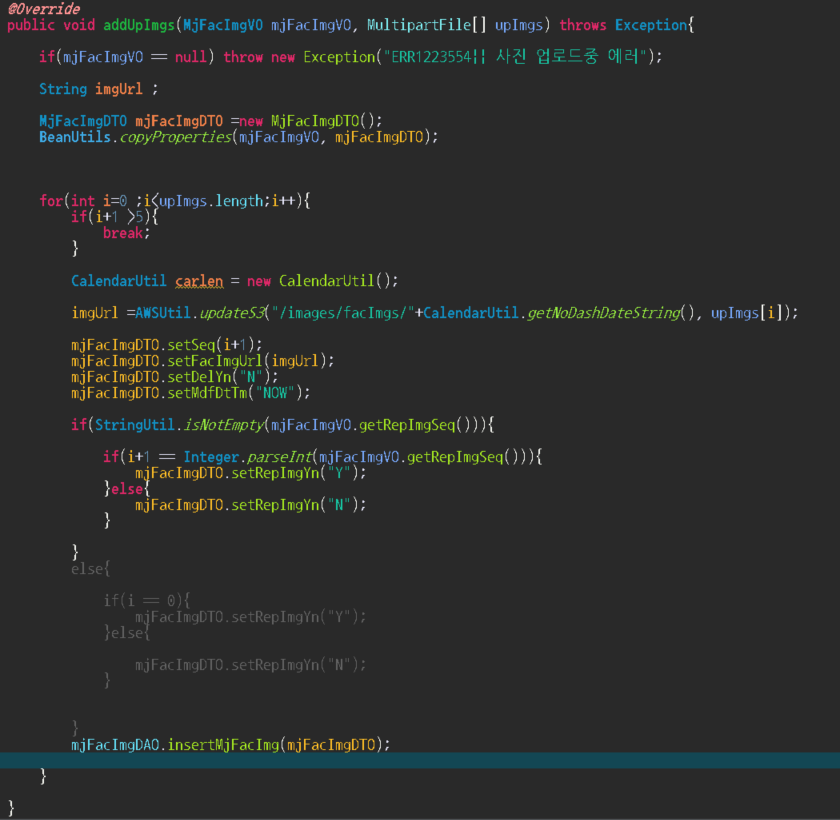 @Override
public void addUpImgs(MjFacImgVO mjFacImgVO, MultipartFile[] upImgs) throws Exception{
if(mjFacImgVO == null) throw new Exception("ERR1223554|| 사진 업로드중 에러");
String imgUrl ;
MjFacImgDTO mjFacImgDTO =new MjFacImgDTO();
BeanUtils.copyProperties(mjFacImgVO, mjFacImgDTO);
for(int i=0 ;i<upImgs.length;i++){
if(i+1 >5){
break;
}
CalendarUtil carlen = new CalendarUtil();
imgUrl =AWSUtil.updateS3("/images/facImgs/"+CalendarUtil.getNoDashDateString(), upImgs[i]);
mjFacImgDTO.setSeq(i+1);
mjFacImgDTO.setFacImgUrl(imgUrl);
mjFacImgDTO.setDelYn("N");
mjFacImgDTO.setMdfDtTm("NOW");
if(StringUtil.isNotEmpty(mjFacImgVO.getRepImgSeq())){
if(i+1 == Integer.parseInt(mjFacImgVO.getRepImgSeq())){
mjFacImgDTO.setRepImgYn("Y");
}else{
mjFacImgDTO.setRepImgYn("N");
}
}
else{
if(i == 0){
mjFacImgDTO.setRepImgYn("Y");
}else{
mjFacImgDTO.setRepImgYn("N");
}
}
mjFacImgDAO.insertMjFacImg(mjFacImgDTO);
}
}